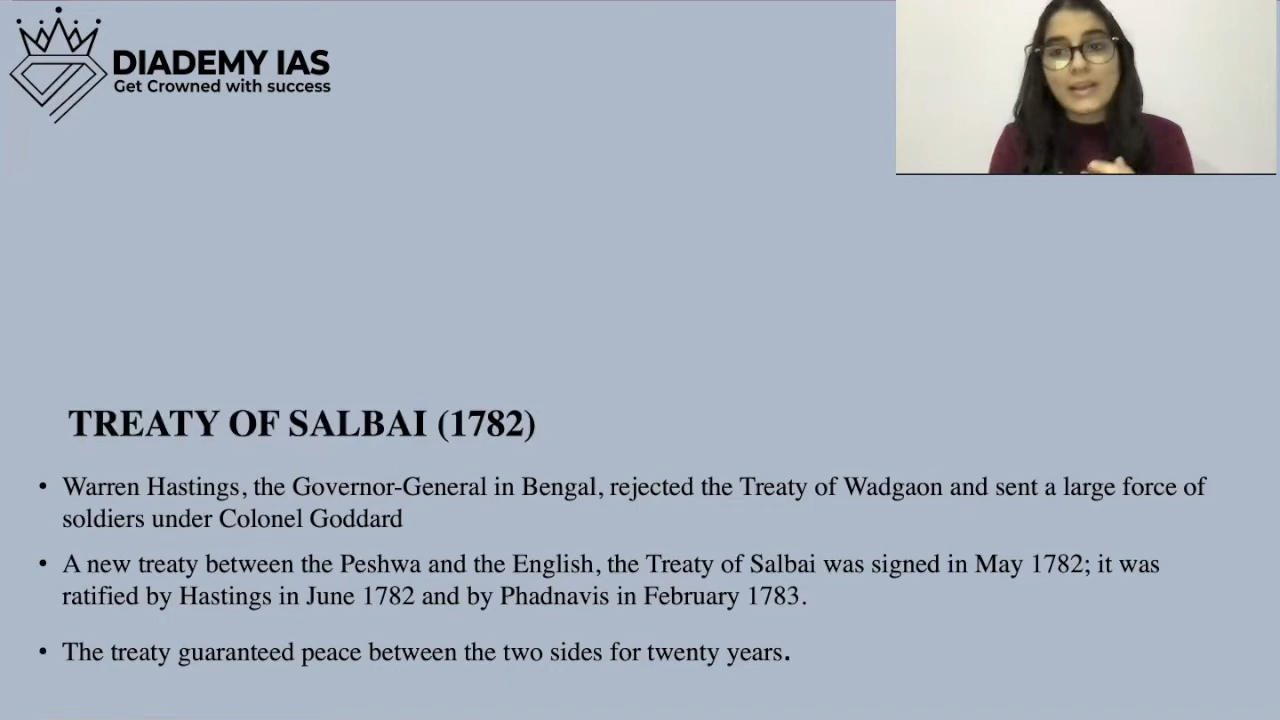 DIADEMY IAS
Get Crowned with success
TREATY OF SALBAI (1782)
• Warren Hastings, the Governor-General in Bengal, rejected the Treaty of Wadgaon and sent a large force of
soldiers under Colonel Goddard
• A new treaty between the Peshwa and the English, the Treaty of Salbai was signed in May 1782; it was
ratified by Hastings in June 1782 and by Phadnavis in February 1783.
• The treaty guaranteed peace between the two sides for twenty years.